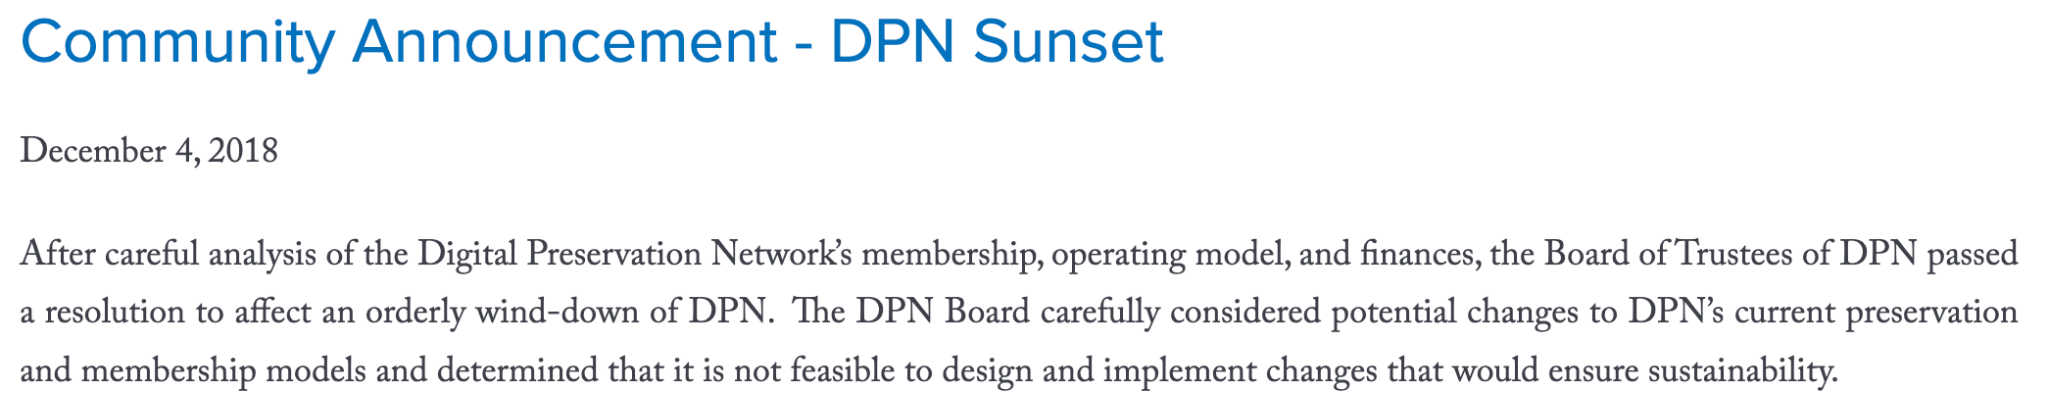 Community Announcement - DPN Sunset
December 4, 2018
After careful analysis of the Digital Preservation Network’s membership, operating model, and finances, the Board of Trustees of DPN passed
a resolution to affect an orderly wind-down of DPN. The DPN Board carefully considered potential changes to DPN’s current preservation
and membership models and determined that it is not feasible to design and implement changes that would ensure sustainability.